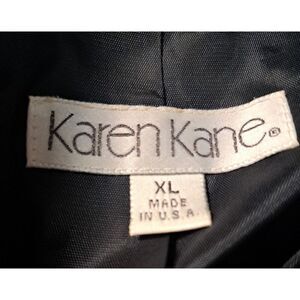 Karen Kane®
XL
MADE
IN U.S.A.